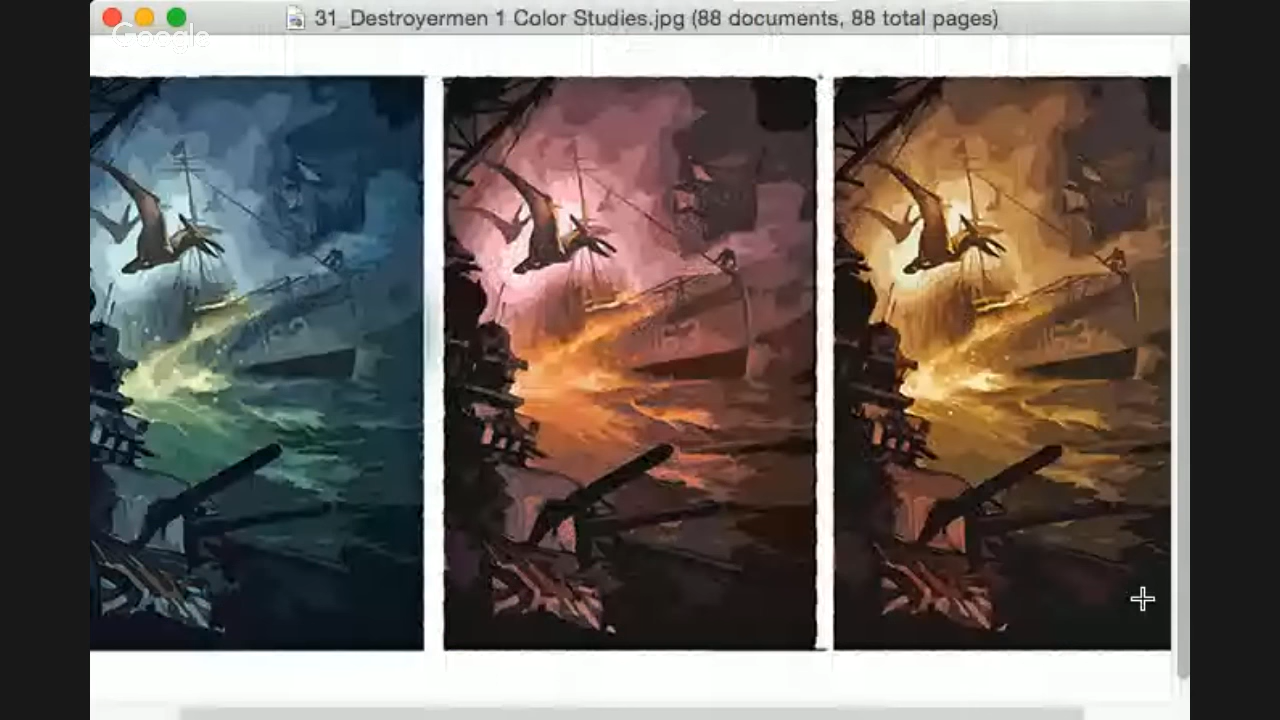 31_Destroyermen 1 Color Studies.jpg (88 documents, 88 total pages)
Google